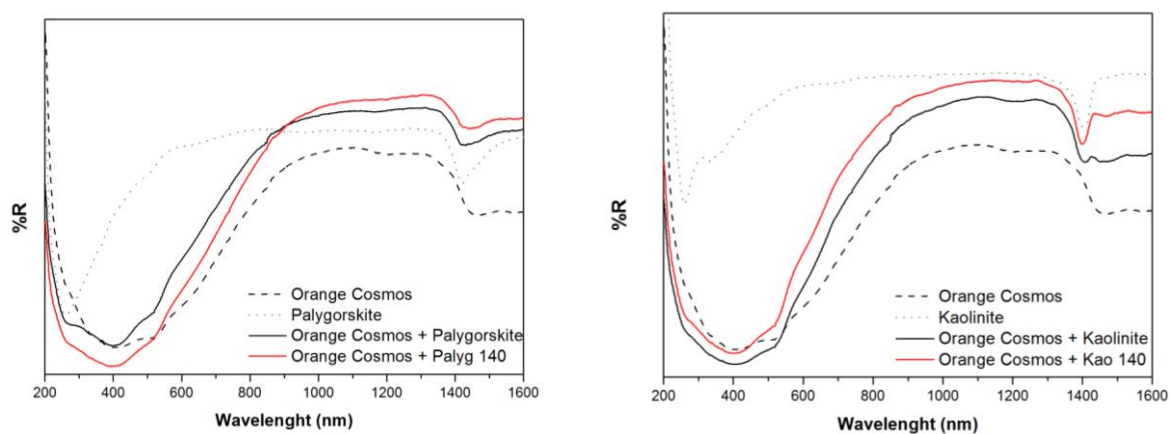 %R
Orange Cosmos
Palygorskite
Orange Cosmos + Palygorskite
Orange Cosmos + Palyg 140
200 400 600 800 1000 1200 1400 1600
Wavelenght (nm)
%R
Orange Cosmos
Kaolinite
Orange Cosmos + Kaolinite
Orange Cosmos + Kao 140
200 400 600 800 1000 1200 1400 1600
Wavelenght (nm)